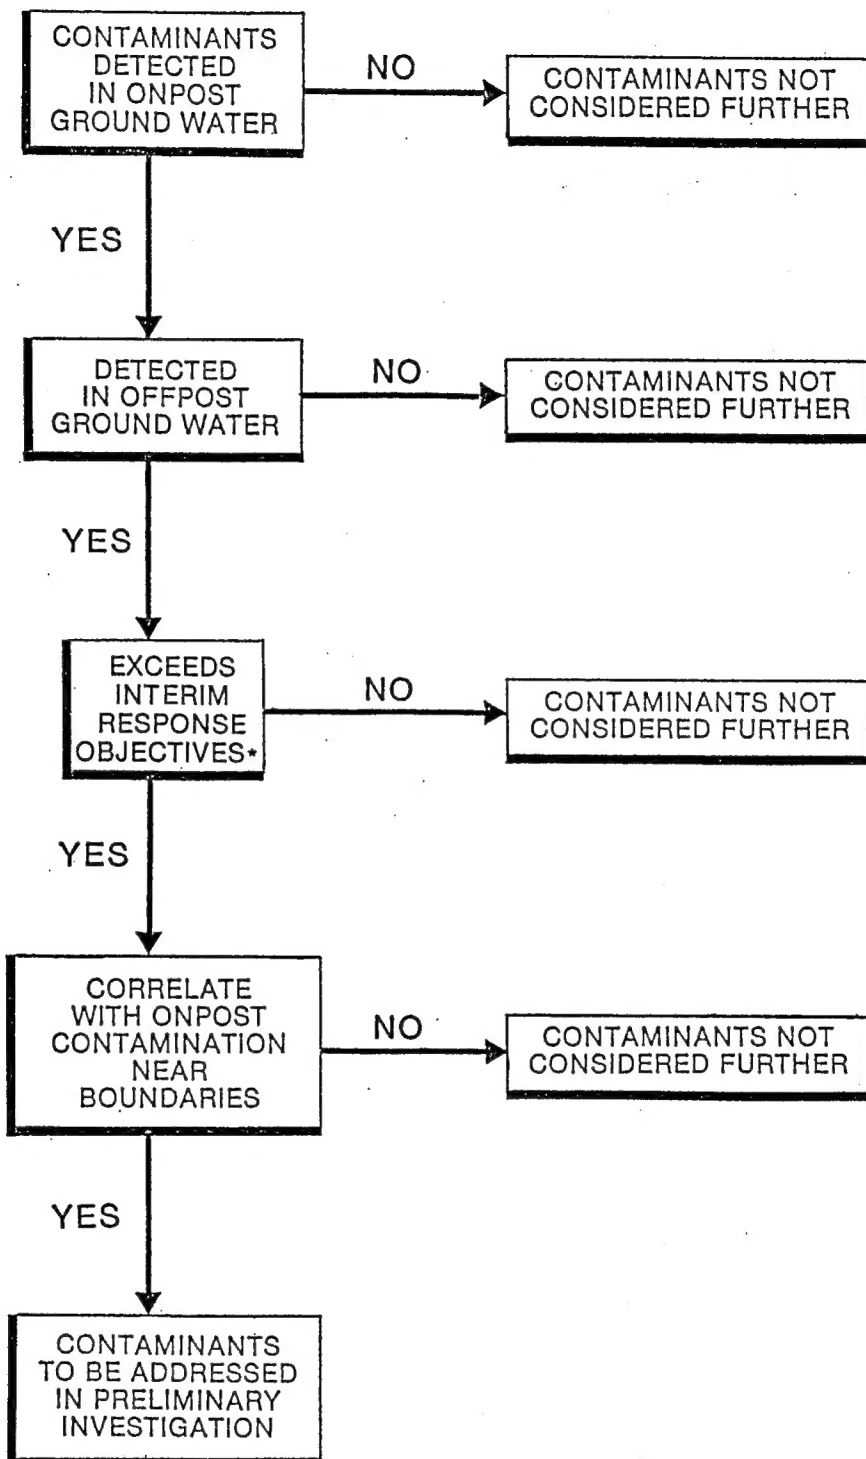 CONTAMINANTS
DETECTED
IN ONPOST
GROUND WATER
NO
CONTAMINANTS NOT
CONSIDERED FURTHER
YES
DETECTED
IN OFFPOST
GROUND WATER
NO
CONTAMINANTS NOT
CONSIDERED FURTHER
YES
EXCEEDS
INTERIM
RESPONSE
OBJECTIVES*
NO
CONTAMINANTS NOT
CONSIDERED FURTHER
YES
CORRELATE
WITH ONPOST
CONTAMINATION
NEAR
BOUNDARIES
NO
CONTAMINANTS NOT
CONSIDERED FURTHER
YES
CONTAMINANTS
TO BE ADDRESSED
IN PRELIMINARY
INVESTIGATION